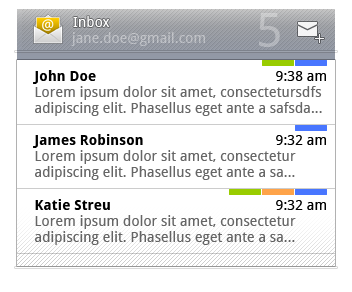 Inbox
jane.doe@gmail.com
5
John Doe 9:38 am
Lorem ipsum dolor sit amet, consectetursdfs
adipiscing elit. Phasellus eget ante a safsda...
James Robinson 9:32 am
Lorem ipsum dolor sit amet, consectetur
adipiscing elit. Phasellus eget ante a sa...
Katie Streu 9:32 am
Lorem ipsum dolor sit amet, consectetur
adipiscing elit. Phasellus eget ante a sa...